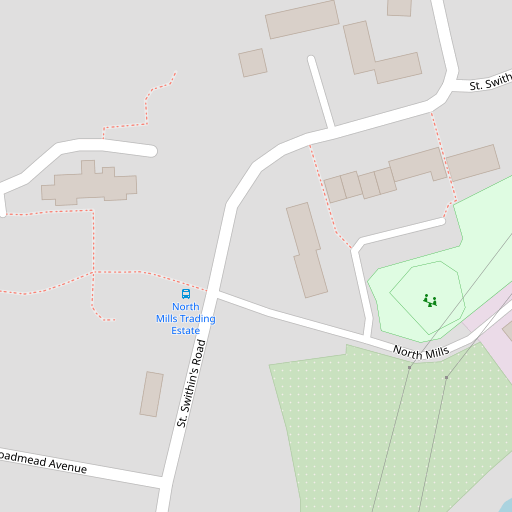 St. Swith
North
Mills Trading
Estate
North Mills
St. Swithin's Road
oadmead Avenue